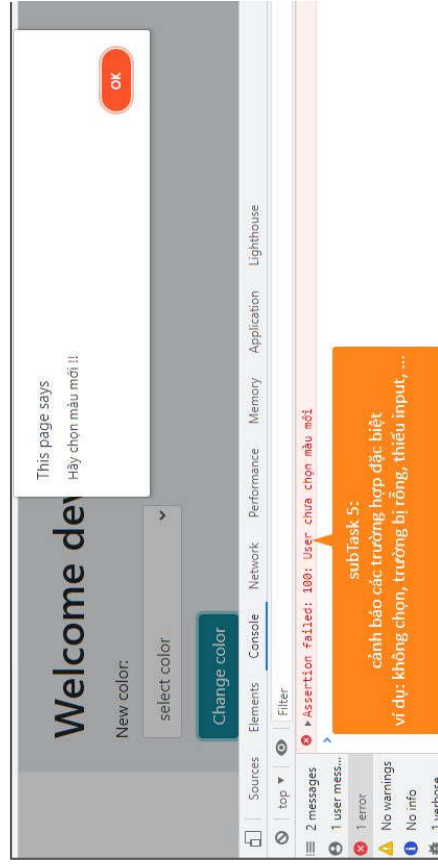 This page says
Hãy chọn màu mới !!
OK
Welcome dev
New color:
select color
Change color
Sources Elements Console Network Performance Memory Application Lighthouse
top Filter
2 messages
1 user mess...
1 error
No warnings
No info
1 verbose
Assertion failed: 100: User chưa chọn màu mới
subTask 5:
cảnh báo các trường hợp đặc biệt
ví dụ: không chọn, trường bị rỗng, thiếu input, ...